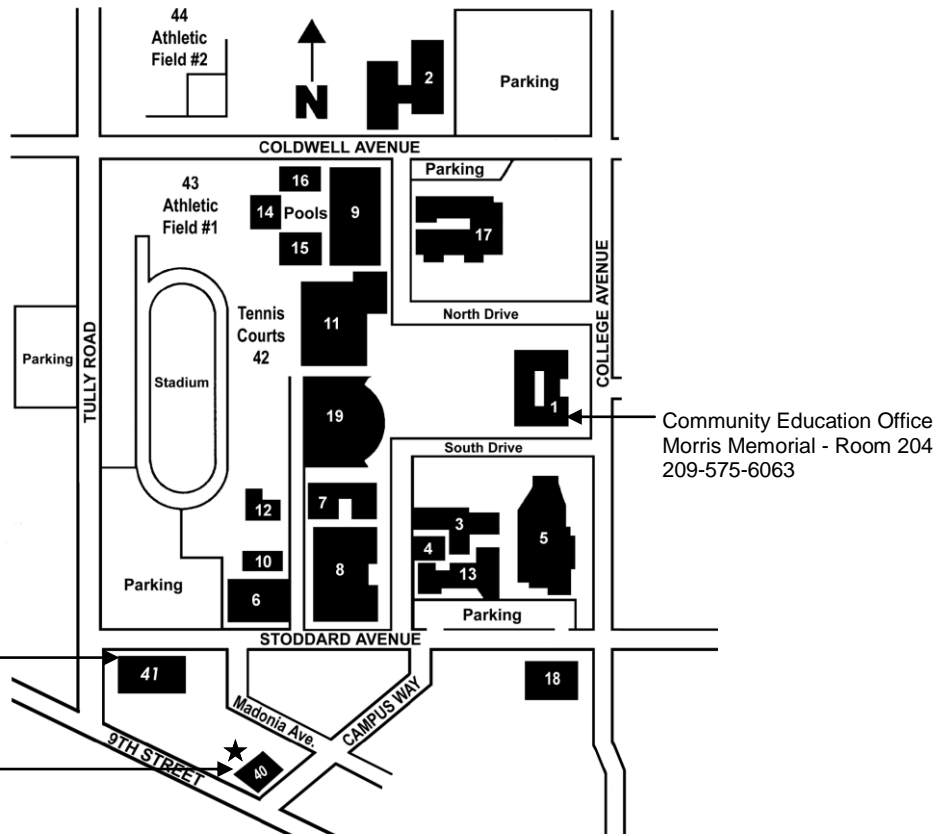 44
Athletic
Field #2
N
2
Parking
COLDWELL AVENUE
43
Athletic
Field #1
16
14
Pools
9
15
Parking
17
TULLY ROAD
COLLEGE AVENUE
Parking
Stadium
Tennis
Courts
42
11
North Drive
1
Community Education Office
Morris Memorial - Room 204
209-575-6063
19
South Drive
12
7
3
4
5
10
8
13
Parking
6
Parking
STODDARD AVENUE
41
18
Madonia Ave.
CAMPUS WAY
9TH STREET
40